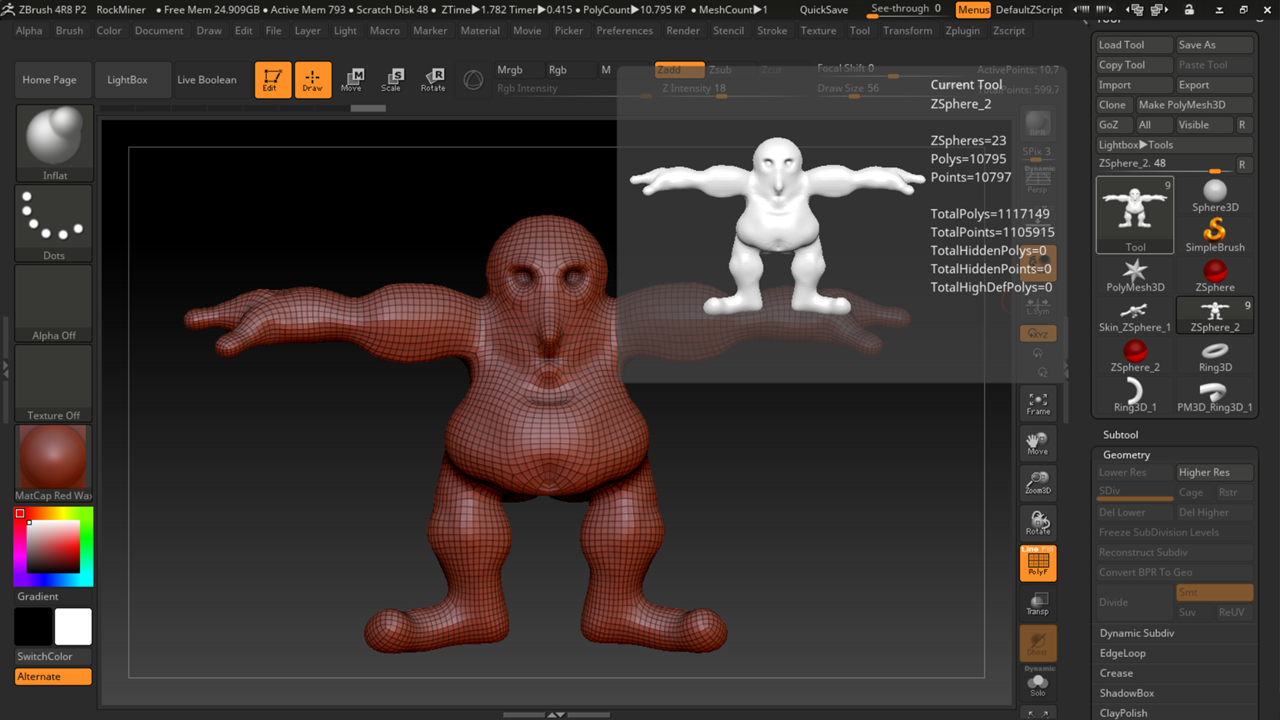 ZBrush 4R8 P2 RockMiner ● Free Mem 24.909GB ● Active Mem 793 ● Scratch Disk 48 ● ZTime▶1.782 Timer▶0.415 ● PolyCount▶10.795 KP ● MeshCount▶1 QuickSave See-through 0 Menus DefaultZScript
Alpha Brush Color Document Draw Edit File Layer Light Macro Marker Material Movie Picker Preferences Render Stencil Stroke Texture Tool Transform Zplugin Zscript
Home Page LightBox Live Boolean Edit Draw Move Scale Rotate
Mrgb Rgb M Zadd Zsub Zcut Focal Shift 0 ActivePoints: 10.7
Rgb Intensity Z Intensity 18 Draw Size 56 TotalPoints: 599,7
Inflat
Dots
Alpha Off
Texture Off
MatCap Red Wax
Gradient
SwitchColor
Alternate
Current Tool
ZSphere_2
ZSpheres=23
Polys=10795
Points=10797
TotalPolys=1117149
TotalPoints=1105915
TotalHiddenPolys=0
TotalHiddenPoints=0
TotalHighDefPolys=0
BPR
SPix 3
Dynamic
Persp
L.Sym
XYZ
Frame
Move
Zoom3D
Rotate
Line Fill
PolyF
Transp
Ghost
Dynamic
Solo
Tool
Load Tool Save As
Copy Tool Paste Tool
Import Export
Clone Make PolyMesh3D
GoZ All Visible R
Lightbox▶Tools
ZSphere_2. 48 R
9
Tool Sphere3D
SimpleBrush
PolyMesh3D ZSphere
9
Skin_ZSphere_1 ZSphere_2
ZSphere_2 Ring3D
Ring3D_1 PM3D_Ring3D_1
Subtool
Geometry
Lower Res Higher Res
SDiv Cage Rstr
Del Lower Del Higher
Freeze SubDivision Levels
Reconstruct Subdiv
Convert BPR To Geo
Divide Smt
Suv ReUV
Dynamic Subdiv
EdgeLoop
Crease
ShadowBox
ClayPolish